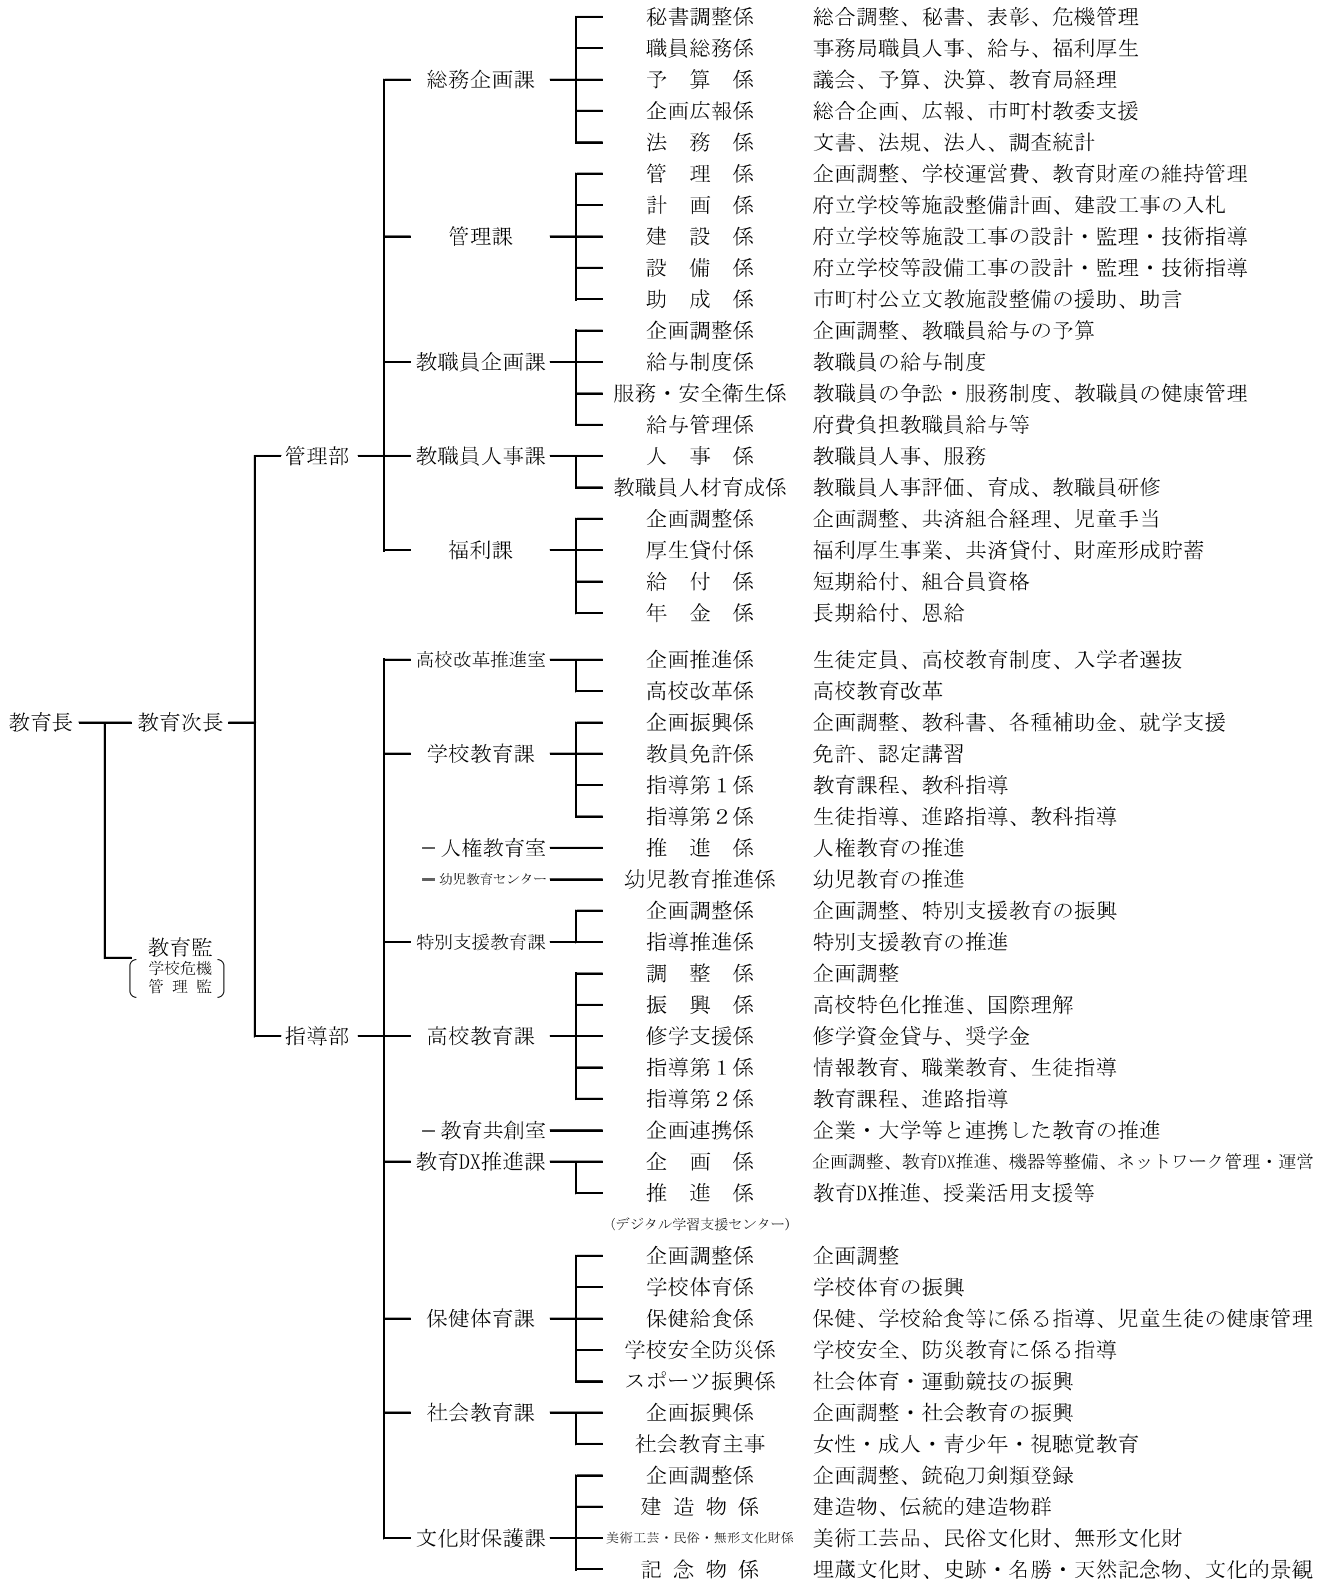 秘書調整係 総合調整、秘書、表彰、危機管理
職員総務係 事務局職員人事、給与、福利厚生
総務企画課 予算係 議会、予算、決算、教育局経理
企画広報係 総合企画、広報、市町村教委支援
法務係 文書、法規、法人、調査統計
管理係 企画調整、学校運営費、教育財産の維持管理
計画係 府立学校等施設整備計画、建設工事の入札
管理課 建設係 府立学校等施設工事の設計・監理・技術指導
設備係 府立学校等設備工事の設計・監理・技術指導
助成係 市町村公立文教施設整備の援助、助言
企画調整係 企画調整、教職員給与の予算
教職員企画課 給与制度係 教職員の給与制度
服務・安全衛生係 教職員の争訟・服務制度、教職員の健康管理
給与管理係 府費負担教職員給与等
管理部 教職員人事課 人事係 教職員人事、服務
教職員人材育成係 教職員人事評価、育成、教職員研修
企画調整係 企画調整、共済組合経理、児童手当
福利課 厚生貸付係 福利厚生事業、共済貸付、財産形成貯蓄
給付係 短期給付、組合員資格
年金係 長期給付、恩給
高校改革推進室 企画推進係 生徒定員、高校教育制度、入学者選抜
高校改革係 高校教育改革
教育長 教育次長 企画振興係 企画調整、教科書、各種補助金、就学支援
学校教育課 教員免許係 免許、認定講習
指導第1係 教育課程、教科指導
指導第2係 生徒指導、進路指導、教科指導
人権教育室 推進係 人権教育の推進
幼児教育センター 幼児教育推進係 幼児教育の推進
企画調整係 企画調整、特別支援教育の振興
特別支援教育課 指導推進係 特別支援教育の推進
教育監
学校危機
管理監
調整係 企画調整
振興係 高校特色化推進、国際理解
指導部 高校教育課 修学支援係 修学資金貸与、奨学金
指導第1係 情報教育、職業教育、生徒指導
指導第2係 教育課程、進路指導
教育共創室 企画連携係 企業・大学等と連携した教育の推進
教育DX推進課 企画係 企画調整、教育DX推進、機器等整備、ネットワーク管理・運営
推進係 教育DX推進、授業活用支援等
(デジタル学習支援センター)
企画調整係 企画調整
学校体育係 学校体育の振興
保健体育課 保健給食係 保健、学校給食等に係る指導、児童生徒の健康管理
学校安全防災係 学校安全、防災教育に係る指導
スポーツ振興係 社会体育・運動競技の振興
社会教育課 企画振興係 企画調整・社会教育の振興
社会教育主事 女性・成人・青少年・視聴覚教育
企画調整係 企画調整、銃砲刀剣類登録
建造物係 建造物、伝統的建造物群
文化財保護課 美術工芸・民俗・無形文化財係 美術工芸品、民俗文化財、無形文化財
記念物係 埋蔵文化財、史跡・名勝・天然記念物、文化的景観